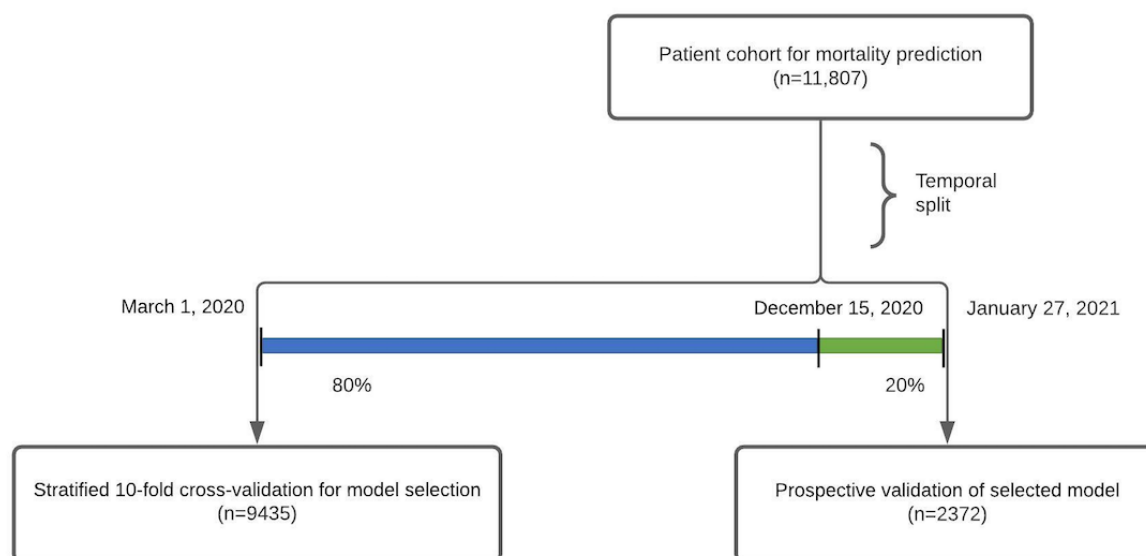 Patient cohort for mortality prediction
(n=11,807)
Temporal
split
March 1, 2020
December 15, 2020
January 27, 2021
80%
20%
Stratified 10-fold cross-validation for model selection
(n=9435)
Prospective validation of selected model
(n=2372)